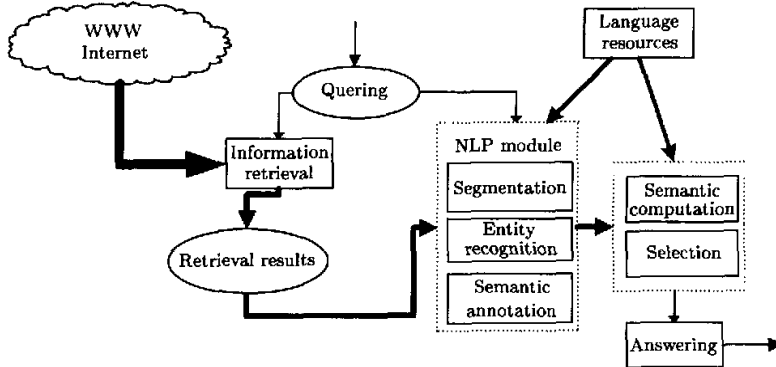 WWW
Internet
Language
resources
Quering
Information
retrieval
NLP module
Segmentation
Entity
recognition
Semantic
annotation
Semantic
computation
Selection
Retrieval results
Answering